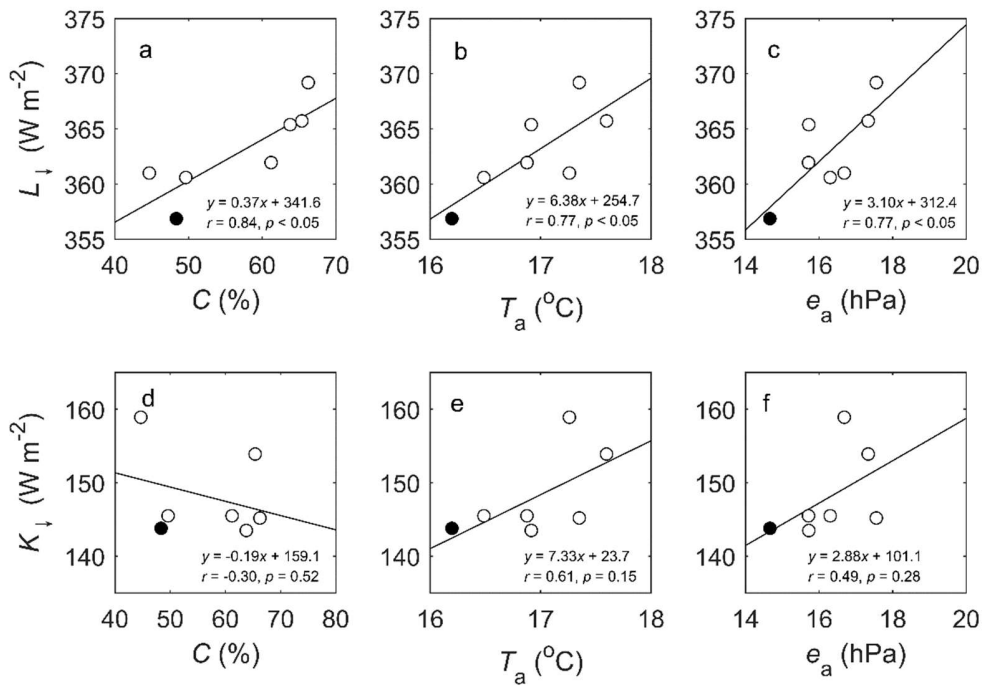 a
375
370
365
360
355
L↓ (W m-2)
y = 0.37x + 341.6
r = 0.84, p < 0.05
40 50 60 70
C (%)
b
375
370
365
360
355
y = 6.38x + 254.7
r = 0.77, p < 0.05
16 17 18
Ta (oC)
c
375
370
365
360
355
y = 3.10x + 312.4
r = 0.77, p < 0.05
14 16 18 20
ea (hPa)
d
160
150
140
K↓ (W m-2)
y = -0.19x + 159.1
r = -0.30, p = 0.52
40 50 60 70 80
C (%)
e
160
150
140
y = 7.33x + 23.7
r = 0.61, p = 0.15
16 17 18
Ta (oC)
f
160
150
140
y = 2.88x + 101.1
r = 0.49, p = 0.28
14 16 18 20
ea (hPa)